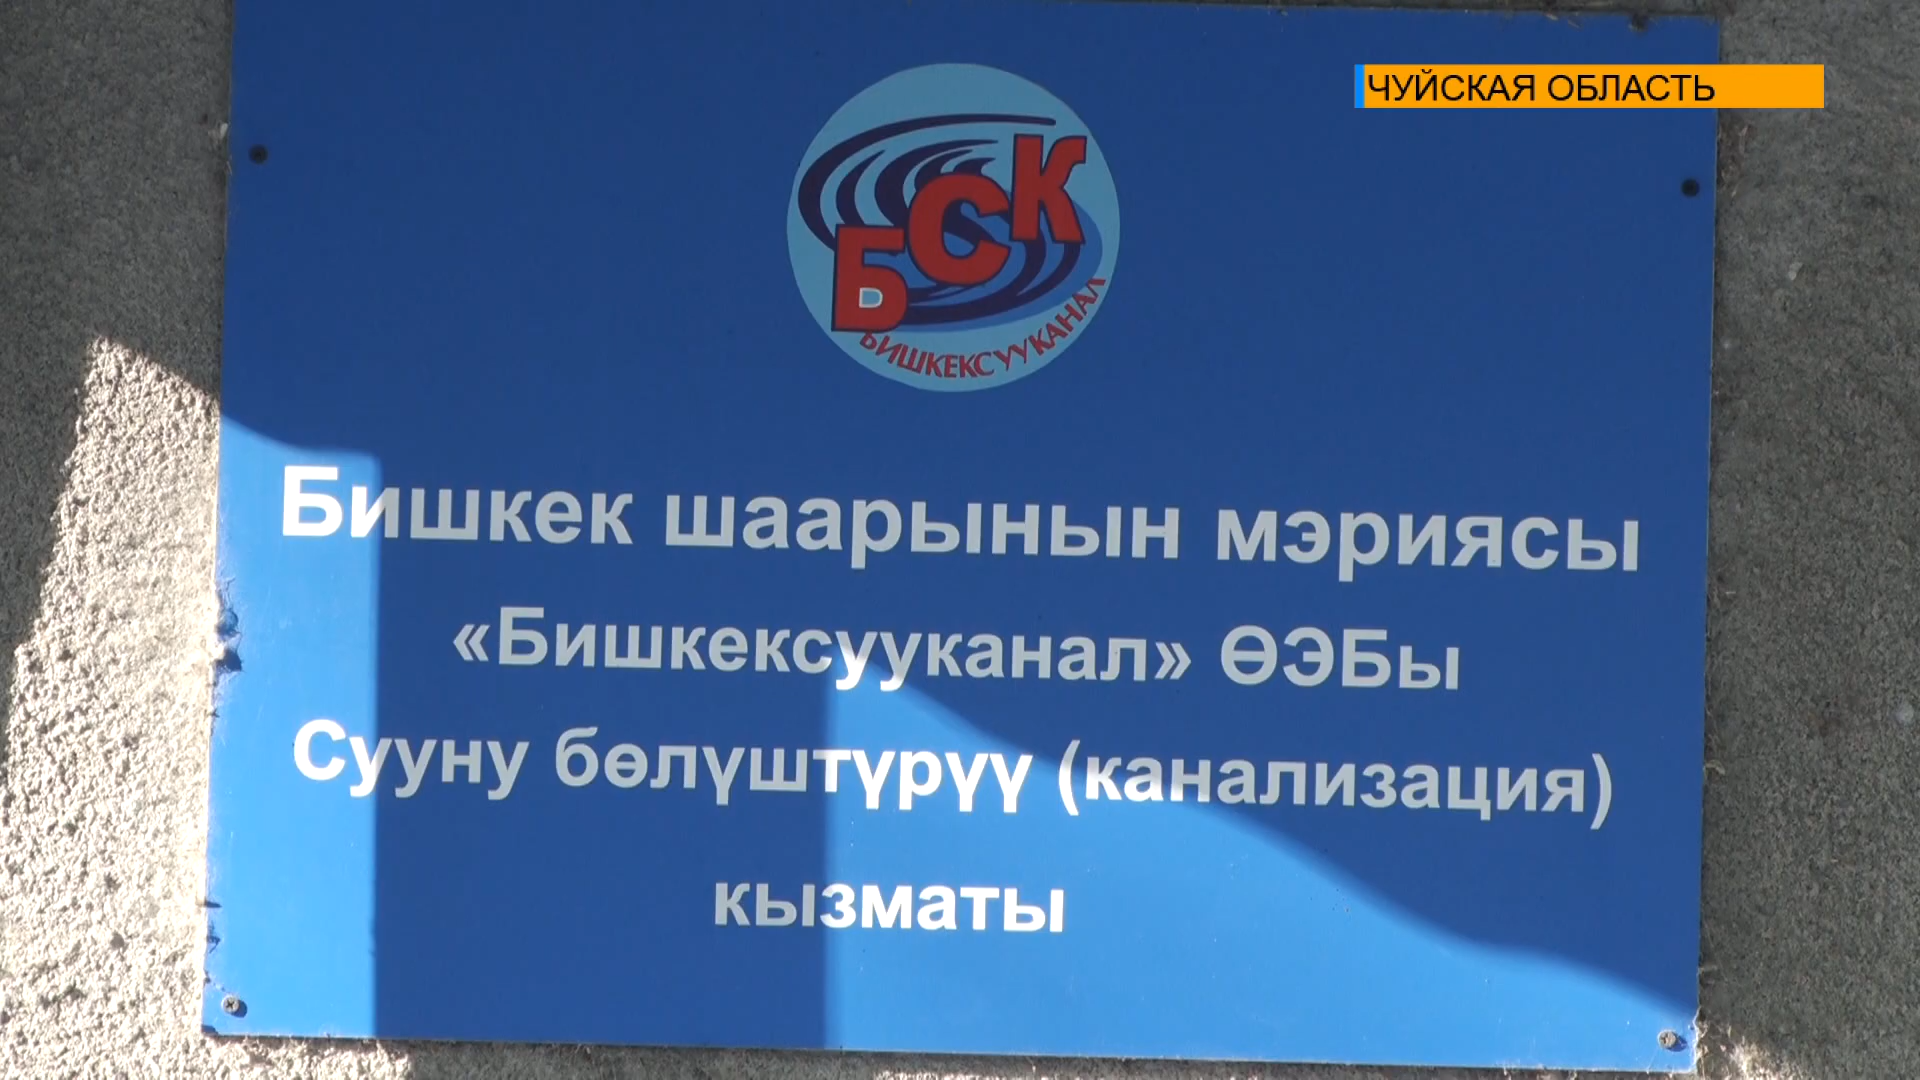 ЧУЙСКАЯ ОБЛАСТЬ
БСК
БИШКЕКСУУКАНАЛ
Бишкек шаарынын мэриясы
«Бишкексууканал» ӨЭБы
Сууну бөлүштүрүү (канализация)
кызматы